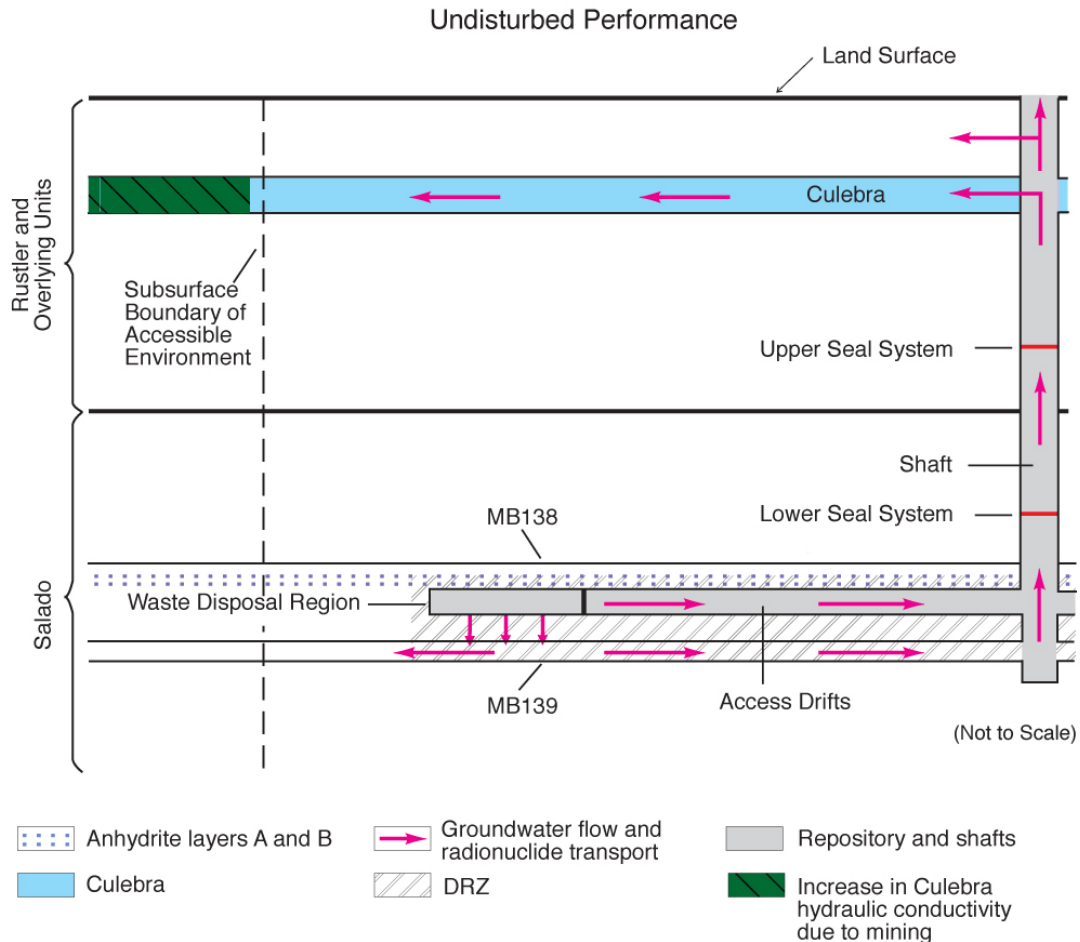 Undisturbed Performance
Land Surface
Culebra
Rustler and
Overlying Units
Subsurface
Boundary of
Accessible
Environment
Upper Seal System
Shaft
Lower Seal System
MB138
Waste Disposal Region
Salado
MB139
Access Drifts
(Not to Scale)
Anhydrite layers A and B
Groundwater flow and
radionuclide transport
Repository and shafts
Culebra
DRZ
Increase in Culebra
hydraulic conductivity
due to mining